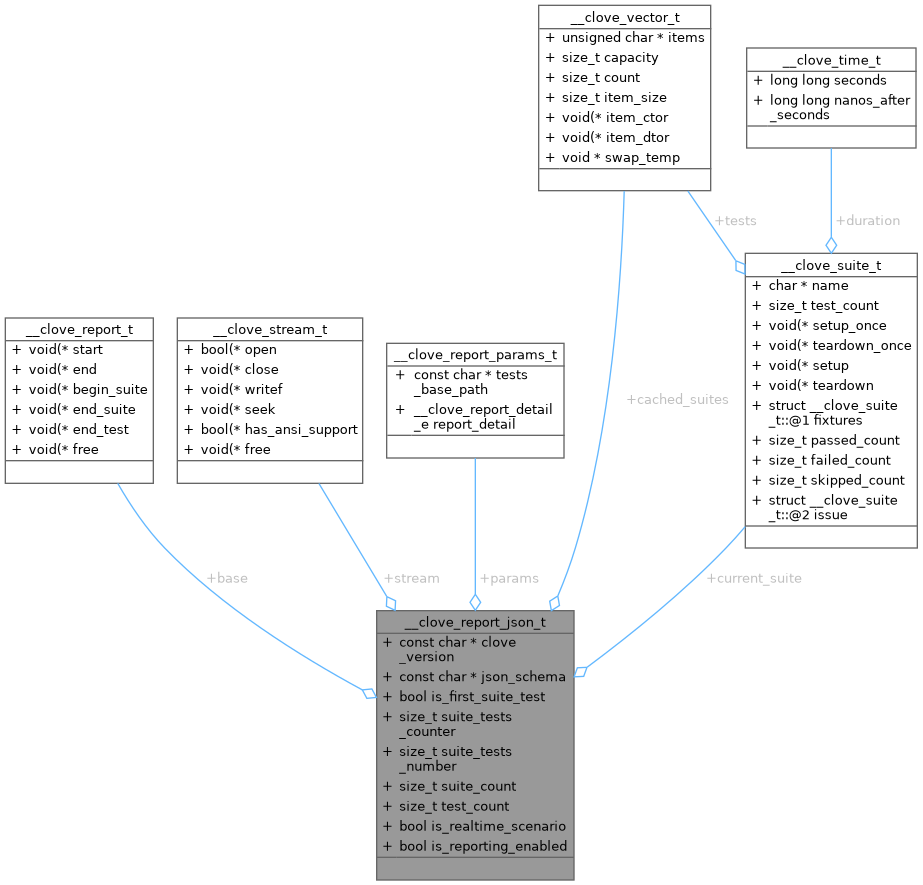 __clove_vector_t
+ unsigned char * items
+ size_t capacity
+ size_t count
+ size_t item_size
+ void(* item_ctor
+ void(* item_dtor
+ void * swap_temp
__clove_time_t
+ long long seconds
+ long long nanos_after
_seconds
+tests
+duration
__clove_suite_t
+ char * name
+ size_t test_count
+ void(* setup_once
+ void(* teardown_once
+ void(* setup
+ void(* teardown
+ struct __clove_suite
_t::@1 fixtures
+ size_t passed_count
+ size_t failed_count
+ size_t skipped_count
+ struct __clove_suite
_t::@2 issue
__clove_report_t
+ void(* start
+ void(* end
+ void(* begin_suite
+ void(* end_suite
+ void(* end_test
+ void(* free
__clove_stream_t
+ bool(* open
+ void(* close
+ void(* writef
+ void(* seek
+ bool(* has_ansi_support
+ void(* free
__clove_report_params_t
+ const char * tests
_base_path
+ __clove_report_detail
_e report_detail
+cached_suites
+base
+stream
+params
+current_suite
__clove_report_json_t
+ const char * clove
_version
+ const char * json_schema
+ bool is_first_suite_test
+ size_t suite_tests
_counter
+ size_t suite_tests
_number
+ size_t suite_count
+ size_t test_count
+ bool is_realtime_scenario
+ bool is_reporting_enabled